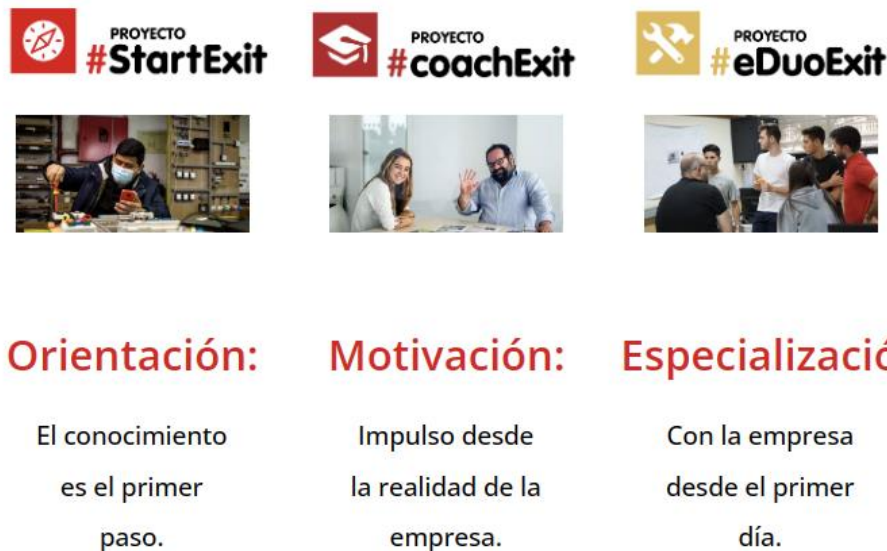 PROYECTO
#StartExit
PROYECTO
#coachExit
PROYECTO
#eDuoExit
Orientación:
Motivación:
Especializació
El conocimiento
es el primer
paso.
Impulso desde
la realidad de la
empresa.
Con la empresa
desde el primer
día.